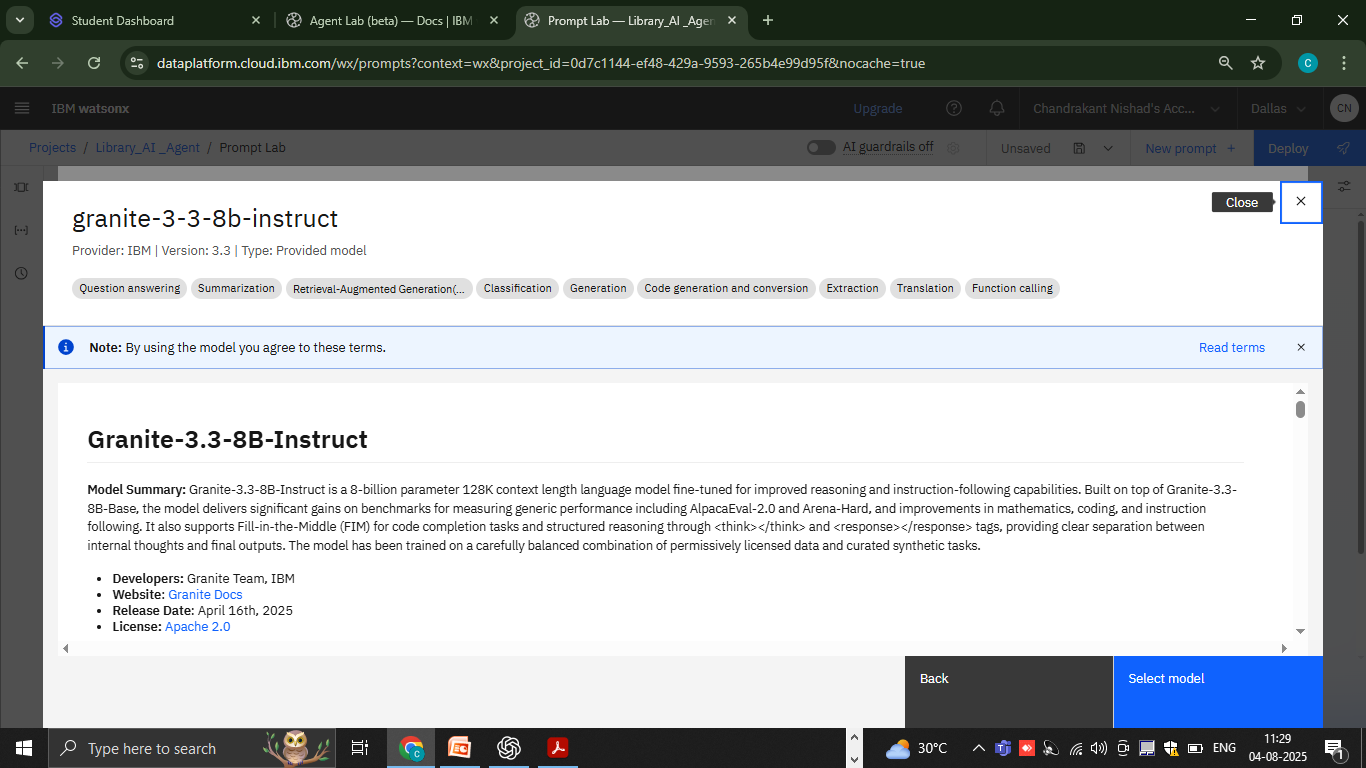 Student Dashboard
Agent Lab (beta) — Docs | IBM
Prompt Lab — Library_AI _Agen
dataplatform.cloud.ibm.com/wx/prompts?context=wx&project_id=0d7c1144-ef48-429a-9593-265b4e99d95f&nocache=true
C
IBM watsonx
Upgrade
Chandrakant Nishad's Acc...
Dallas
CN
Projects / Library_AI _Agent / Prompt Lab
AI guardrails off
Unsaved
New prompt +
Deploy
granite-3-3-8b-instruct
Close
Provider: IBM | Version: 3.3 | Type: Provided model
Question answering
Summarization
Retrieval-Augmented Generation(...
Classification
Generation
Code generation and conversion
Extraction
Translation
Function calling
Note: By using the model you agree to these terms.
Read terms
Granite-3.3-8B-Instruct
Model Summary: Granite-3.3-8B-Instruct is a 8-billion parameter 128K context length language model fine-tuned for improved reasoning and instruction-following capabilities. Built on top of Granite-3.3-
8B-Base, the model delivers significant gains on benchmarks for measuring generic performance including AlpacaEval-2.0 and Arena-Hard, and improvements in mathematics, coding, and instruction
following. It also supports Fill-in-the-Middle (FIM) for code completion tasks and structured reasoning through <think></think> and <response></response> tags, providing clear separation between
internal thoughts and final outputs. The model has been trained on a carefully balanced combination of permissively licensed data and curated synthetic tasks.
• Developers: Granite Team, IBM
• Website: Granite Docs
• Release Date: April 16th, 2025
• License: Apache 2.0
Back
Select model
Type here to search
30°C
ENG
11:29
04-08-2025
1